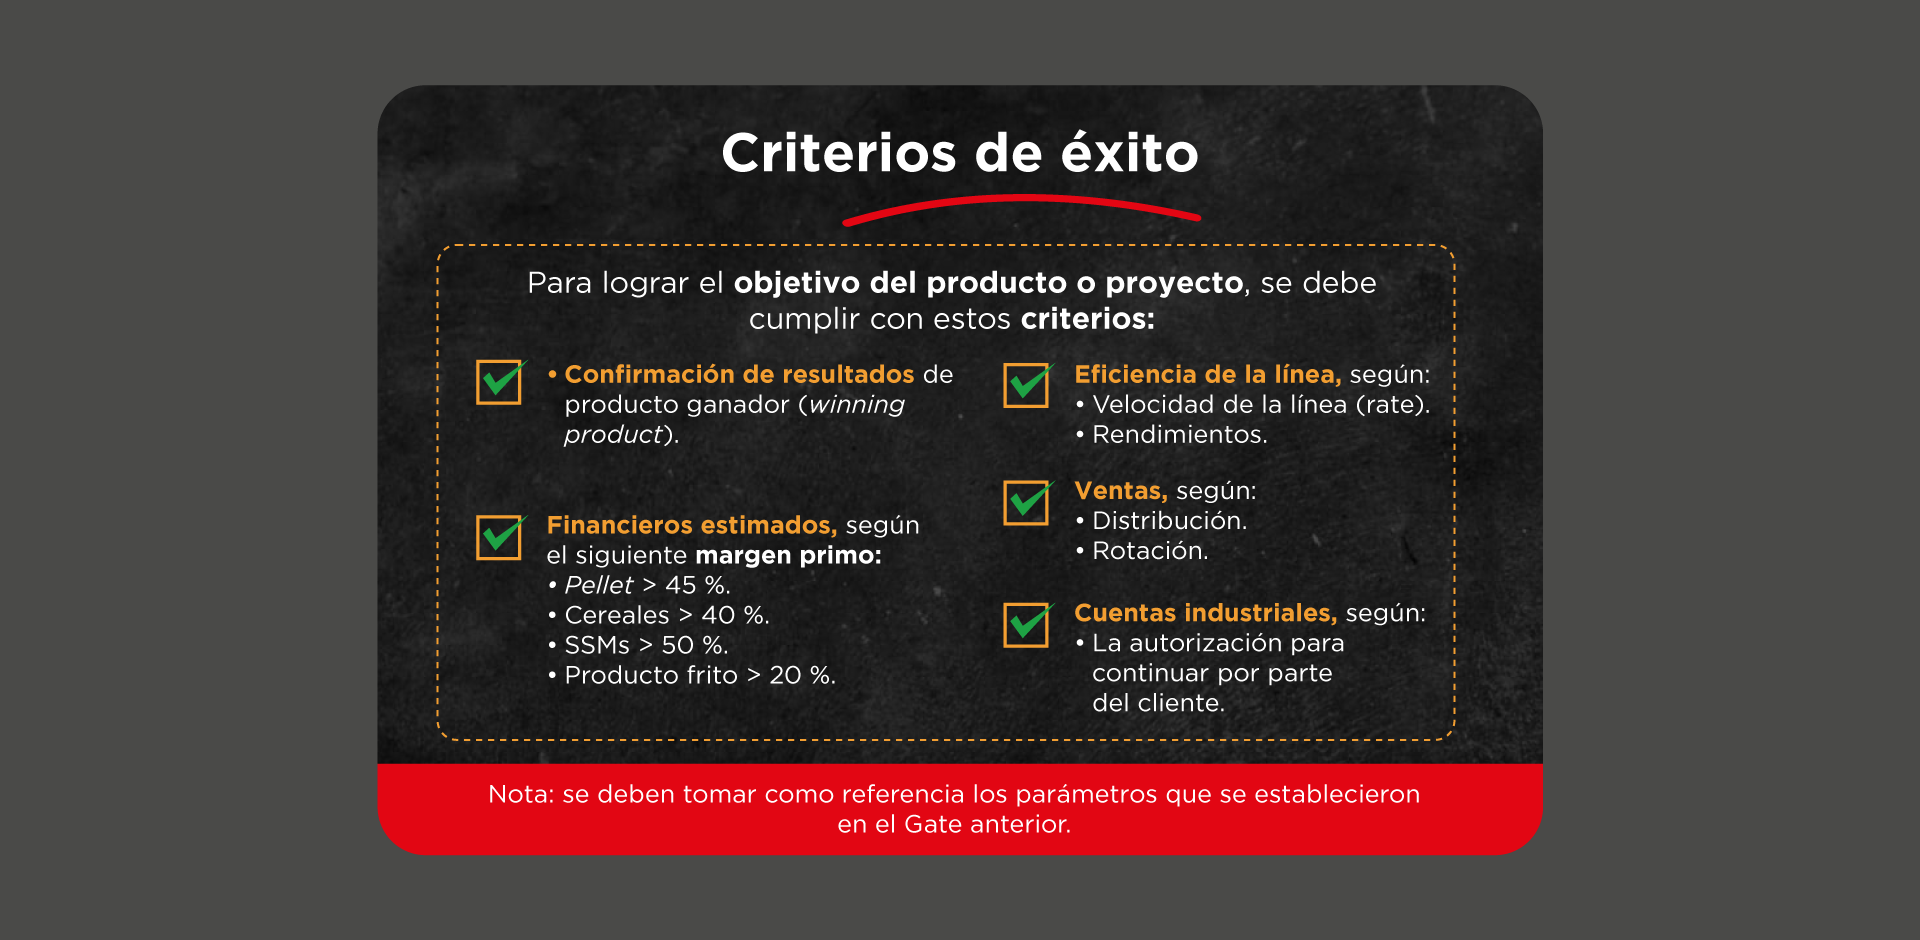 Criterios de éxito
Para lograr el objetivo del producto o proyecto, se debe
cumplir con estos criterios:
• Confirmación de resultados de
producto ganador (winning
product).
Financieros estimados, según
el siguiente margen primo:
• Pellet > 45 %.
• Cereales > 40 %.
• SSMs > 50 %.
• Producto frito > 20 %.
Eficiencia de la línea, según:
• Velocidad de la línea (rate).
• Rendimientos.
Ventas, según:
• Distribución.
• Rotación.
Cuentas industriales, según:
• La autorización para
continuar por parte
del cliente.
Nota: se deben tomar como referencia los parámetros que se establecieron
en el Gate anterior.